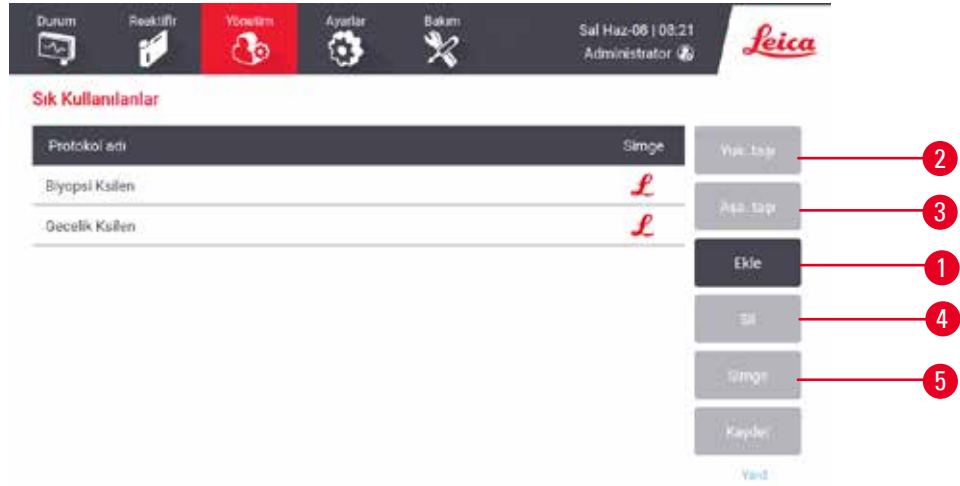 Durum Reaktifir Yönetim Ayarlar Bakım
Sal Haz-06 | 08:21
Administrator
Leica
Sık Kullanılanlar
Protokol adı Simge
Yuk. taşı
2
Biyopsi Ksilen
Aşa. taşı
3
Gecelik Ksilen
Ekle
1
Sil
4
Simge
5
Kaydet
Yard